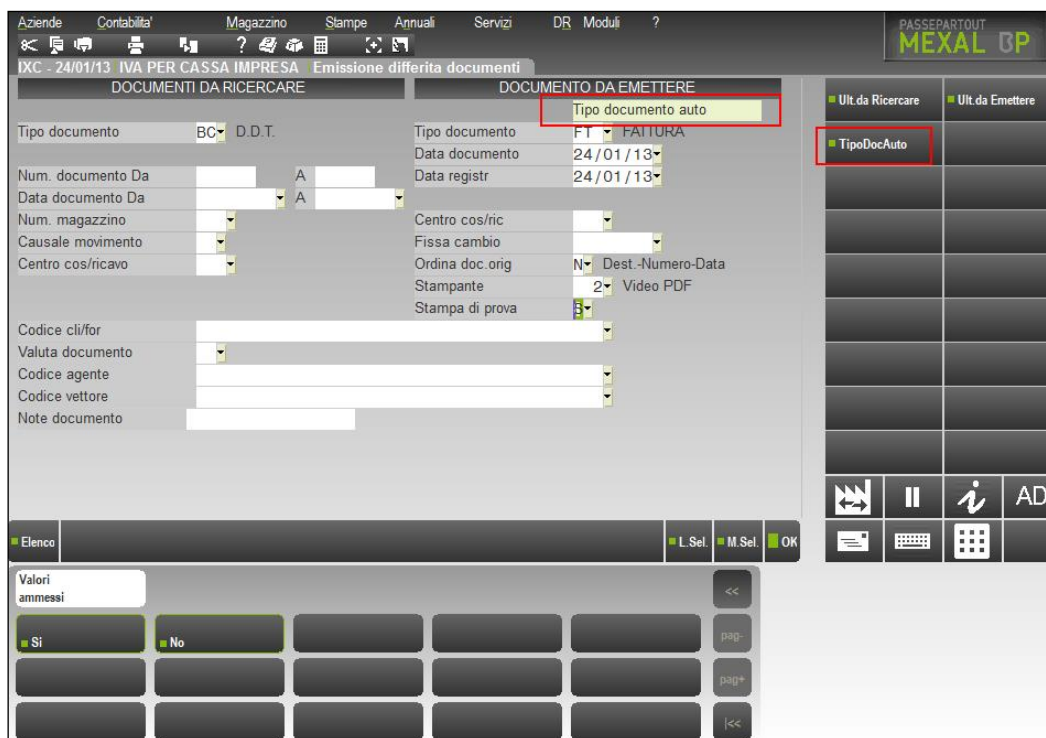 Aziende Contabilita' Magazzino Stampe Annuali Servizi DR Moduli ?
PASSEPARTOUT
MEXAL BP
IXC - 24/01/13 IVA PER CASSA IMPRESA Emissione differita documenti
DOCUMENTI DA RICERCARE DOCUMENTO DA EMETTERE
Tipo documento auto
Tipo documento BC D.D.T. Tipo documento FT FATTURA
Data documento 24/01/13
Num. documento Da A Data registr 24/01/13
Data documento Da A
Num. magazzino Centro cos/ric
Causale movimento Fissa cambio
Centro cos/ricavo Ordina doc.orig N Dest.-Numero-Data
Stampante 2 Video PDF
Stampa di prova
Codice cli/for
Valuta documento
Codice agente
Codice vettore
Note documento
Ult.da Ricercare Ult.da Emettere
TipoDocAuto
AD
Elenco L.Sel. M.Sel. OK
Valori
ammessi
<<
Si No pag-
pag+
|<<